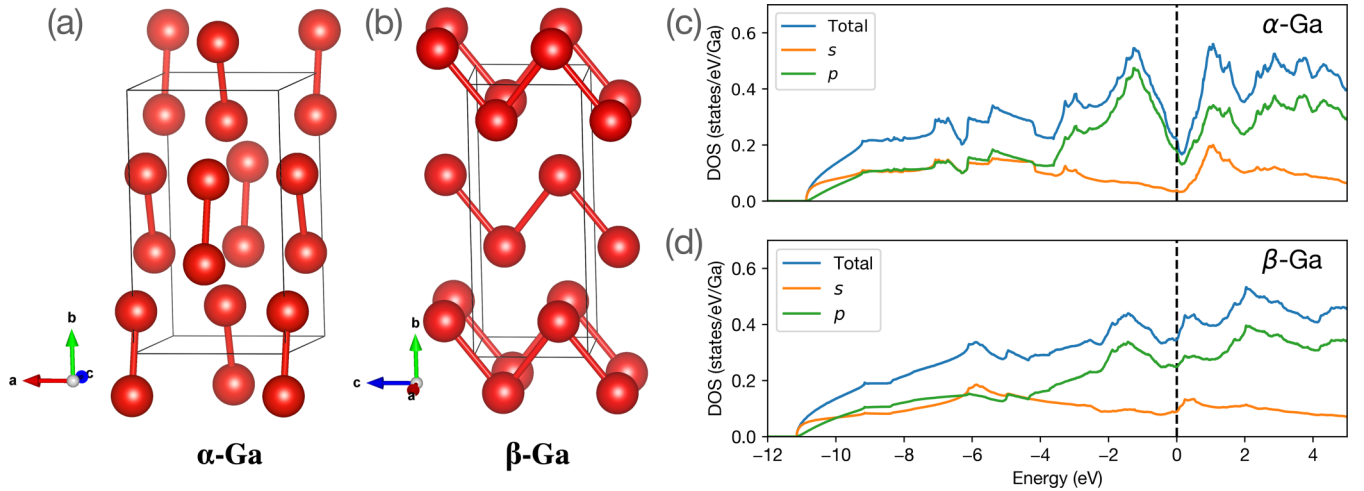 (a)
b
a
c
α-Ga
(b)
b
c
a
β-Ga
(c)
α-Ga
Total
s
p
DOS (states/eV/Ga)
0.6
0.4
0.2
0.0
(d)
β-Ga
Total
s
p
DOS (states/eV/Ga)
0.6
0.4
0.2
0.0
−12 −10 −8 −6 −4 −2 0 2 4
Energy (eV)